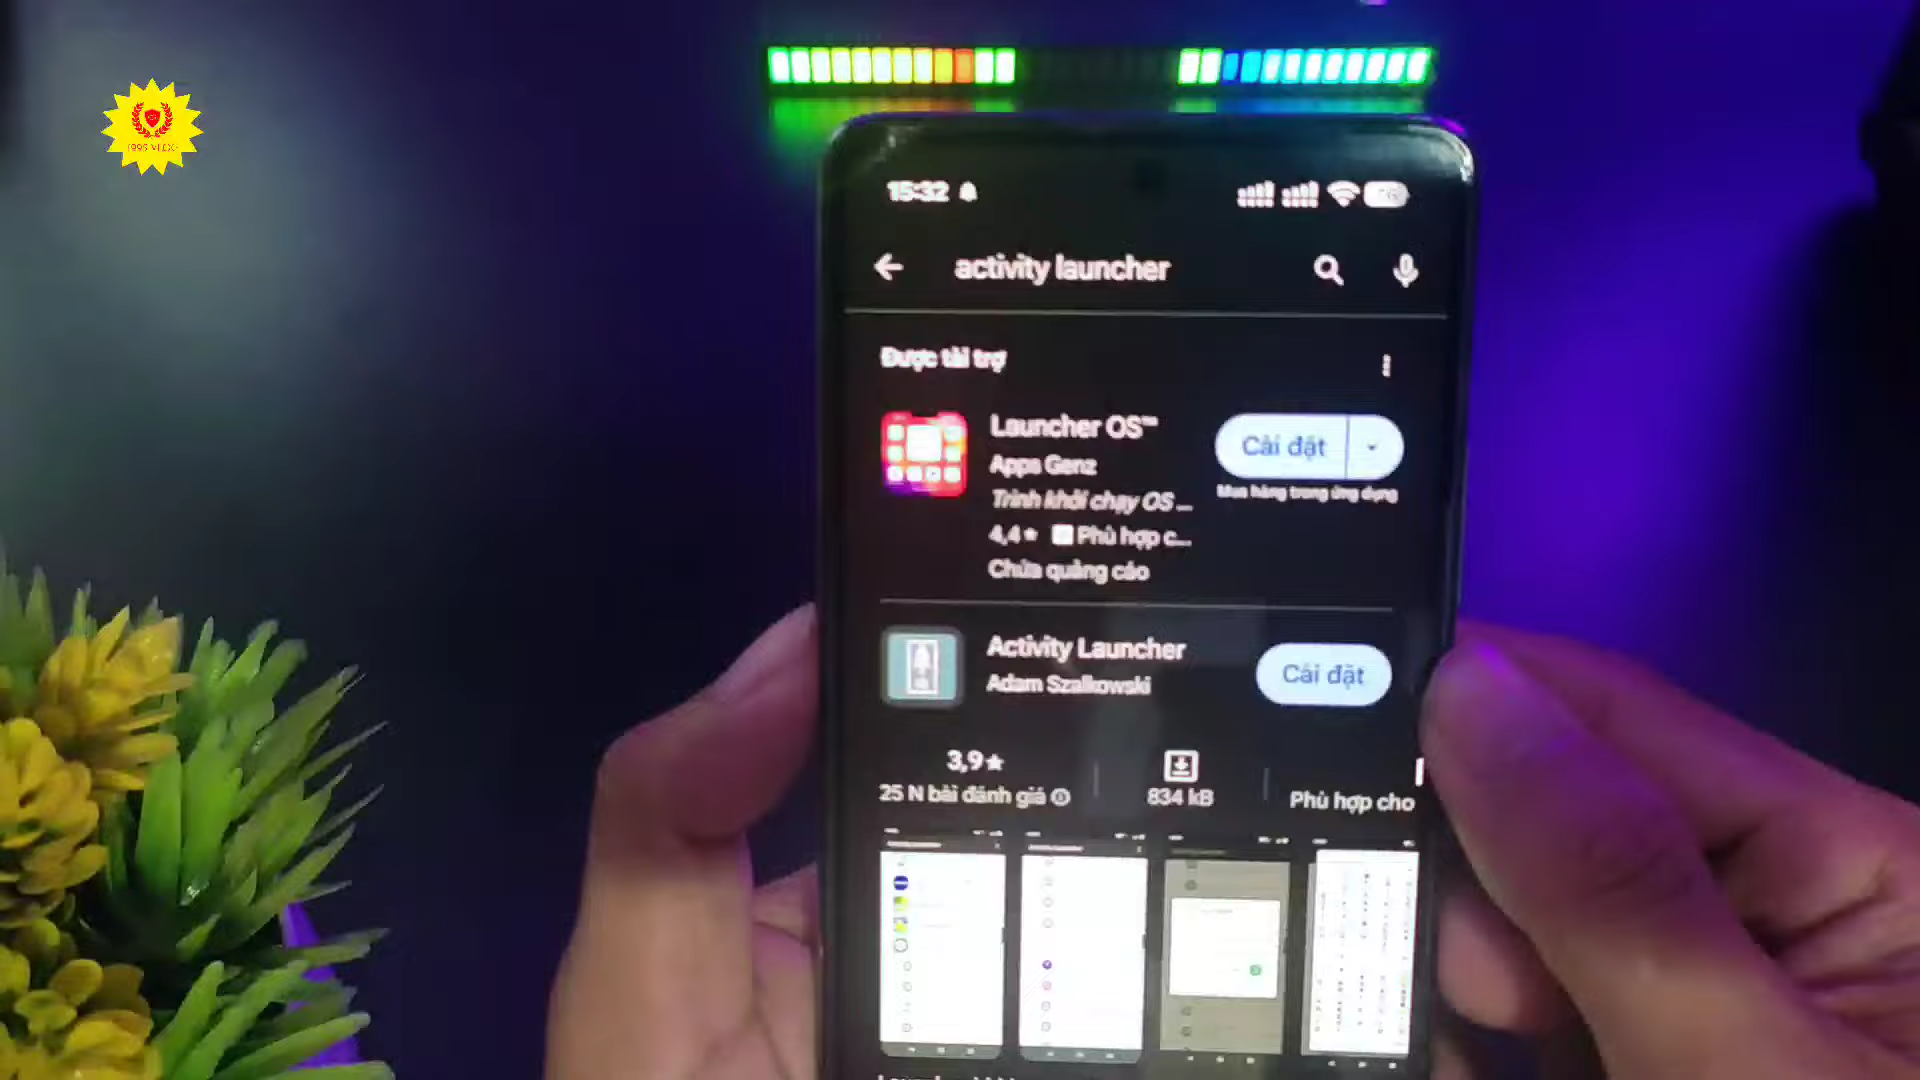 15:32
activity launcher
Được tài trợ
Launcher OS™
Apps Genz
Trình khởi chạy OS ...
4,4★ Phù hợp c...
Chứa quảng cáo
Cài đặt
Mua hàng trong ứng dụng
Activity Launcher
Adam Szalkowski
Cài đặt
3,9★
25 N bài đánh giá
834 kB
Phù hợp cho